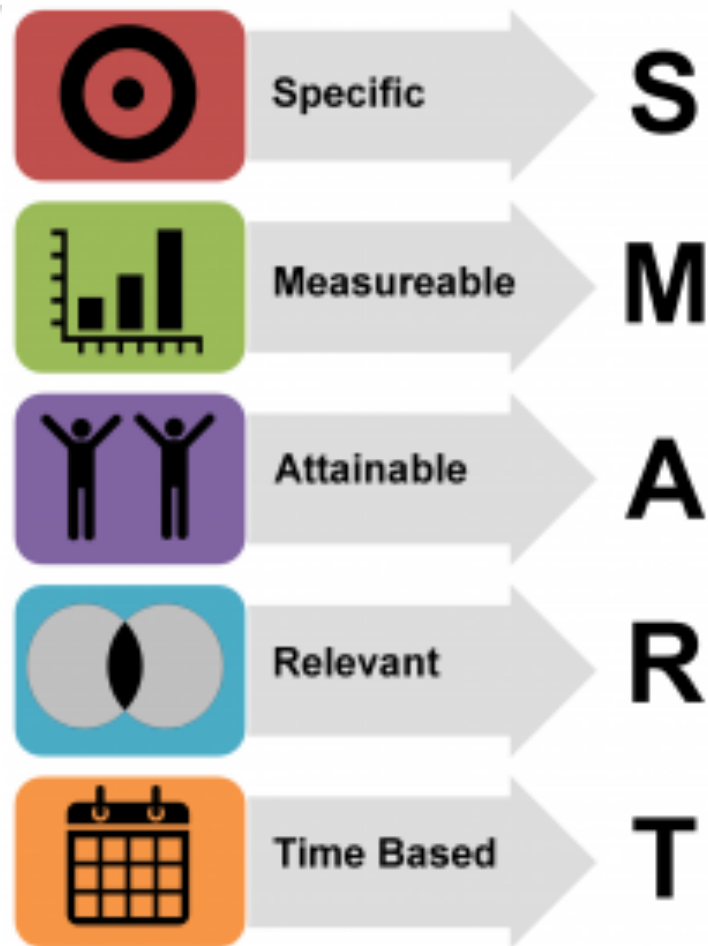 Specific S
Measureable M
Attainable A
Relevant R
Time Based T